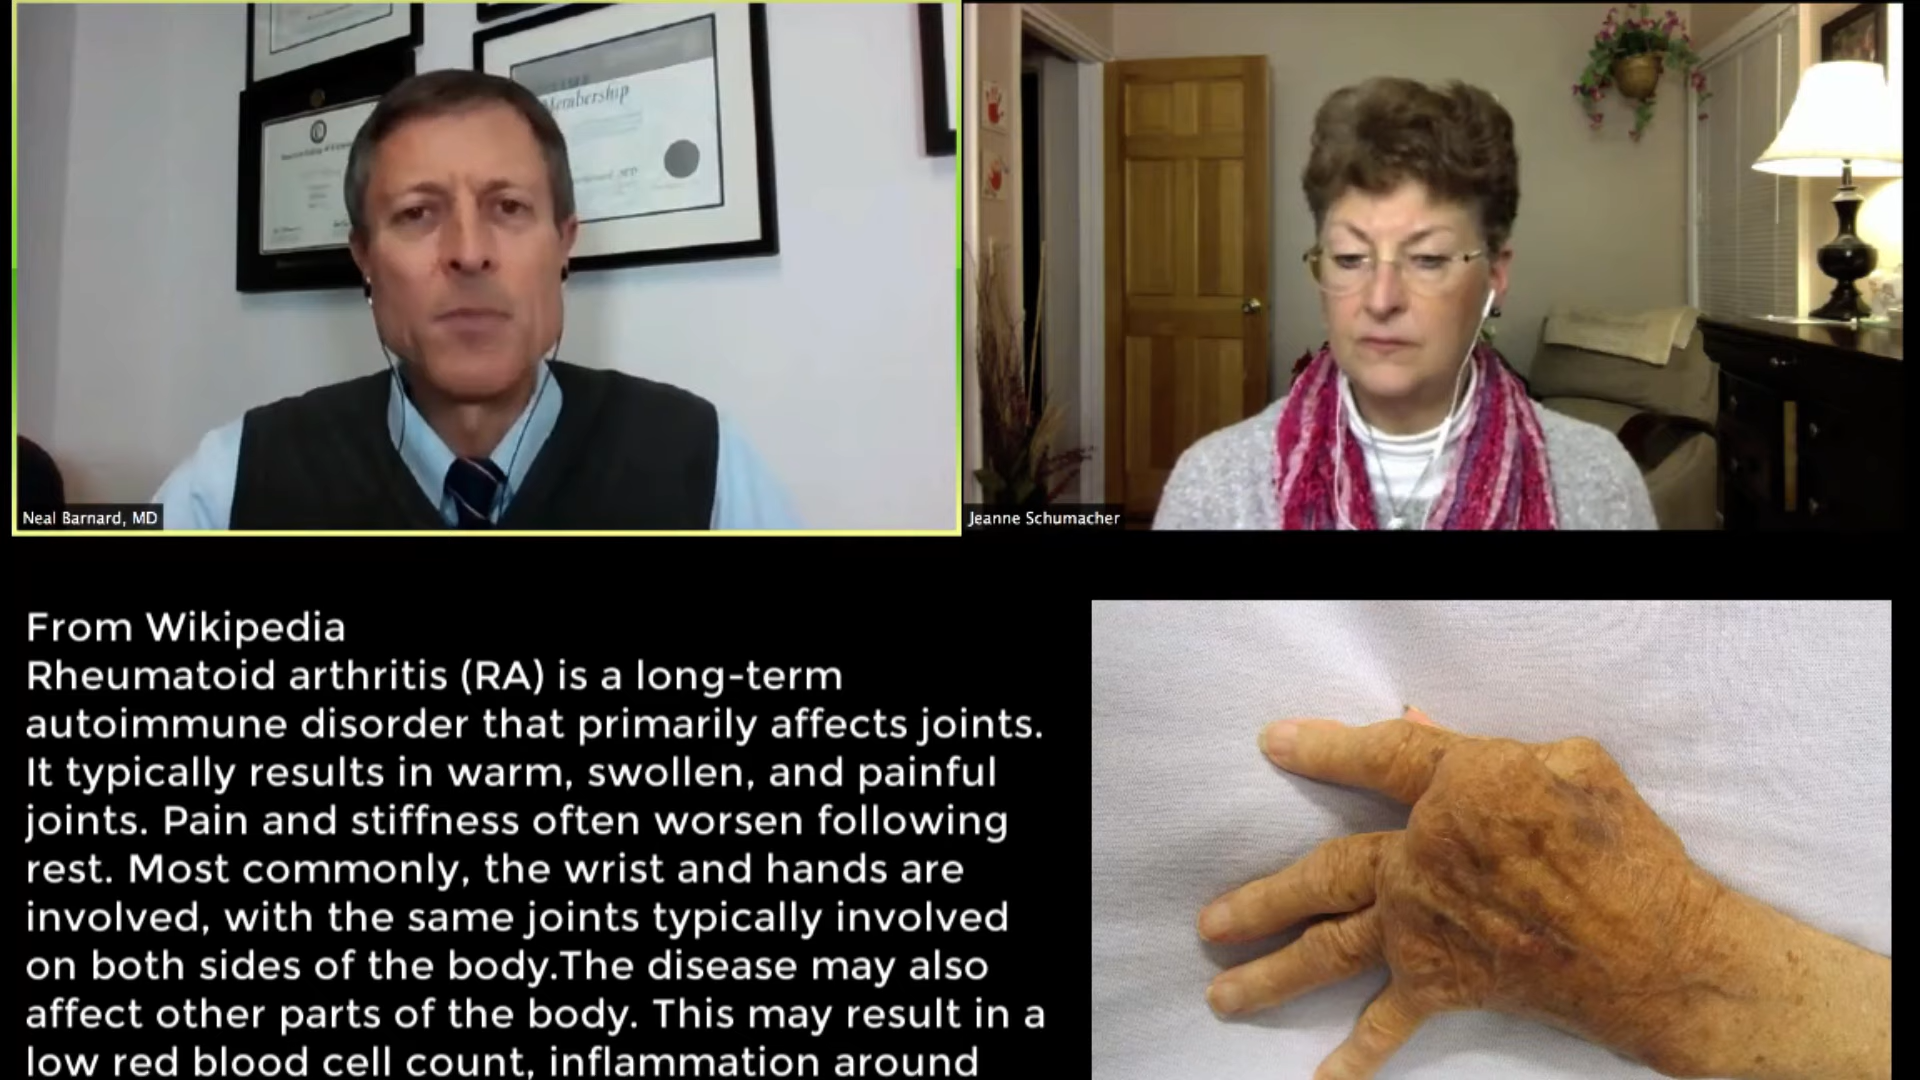 Membership
Neal Barnard, MD
Jeanne Schumacher
From Wikipedia
Rheumatoid arthritis (RA) is a long-term
autoimmune disorder that primarily affects joints.
It typically results in warm, swollen, and painful
joints. Pain and stiffness often worsen following
rest. Most commonly, the wrist and hands are
involved, with the same joints typically involved
on both sides of the body.The disease may also
affect other parts of the body. This may result in a
low red blood cell count, inflammation around